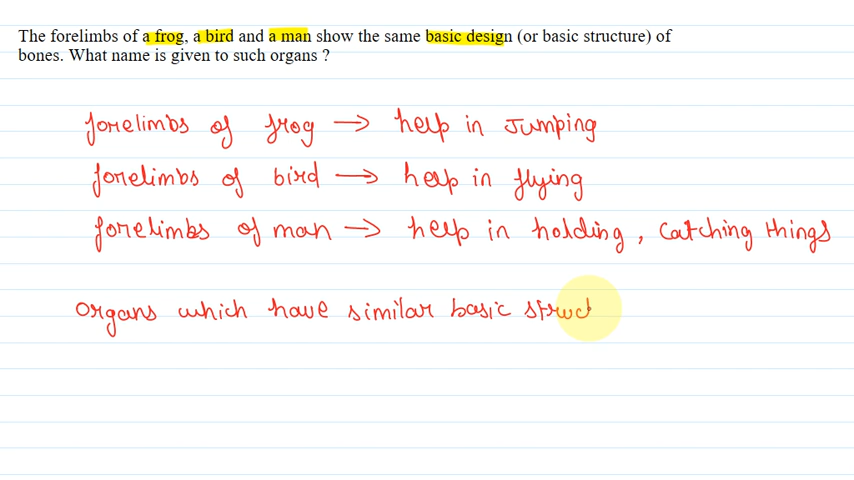 The forelimbs of a frog, a bird and a man show the same basic design (or basic structure) of
bones. What name is given to such organs ?
forelimbs of frog → help in Jumping
forelimbs of bird → help in flying
forelimbs of man → help in holding, catching things
organs which have similar basic struct